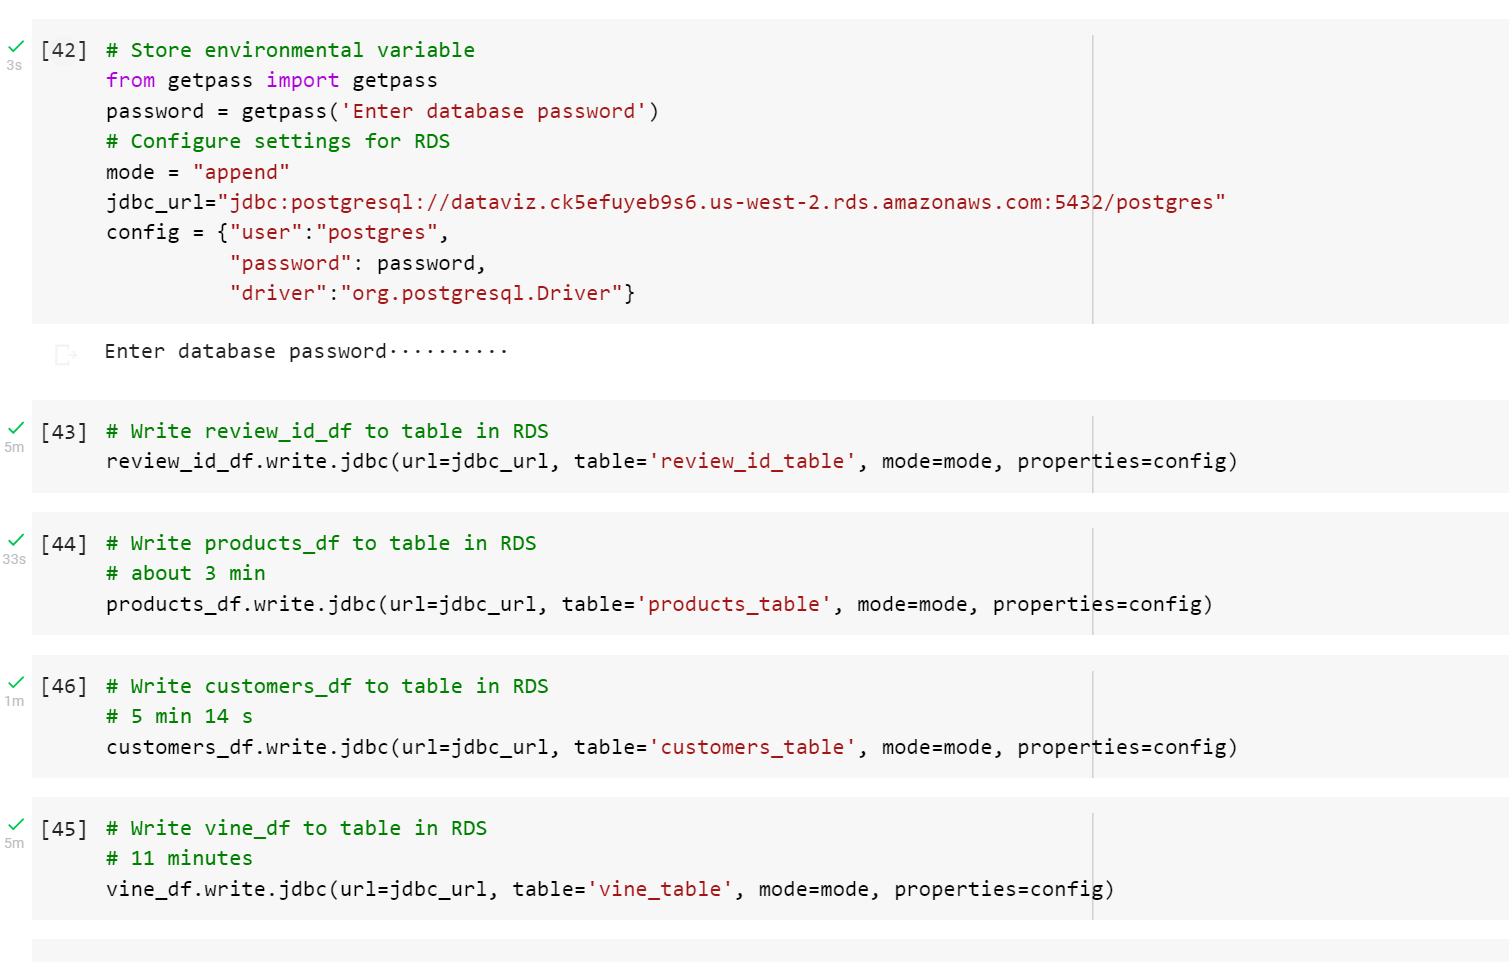 [42] # Store environmental variable
3s
from getpass import getpass
password = getpass('Enter database password')
# Configure settings for RDS
mode = "append"
jdbc_url="jdbc:postgresql://dataviz.ck5efuyeb9s6.us-west-2.rds.amazonaws.com:5432/postgres"
config = {"user":"postgres",
"password": password,
"driver":"org.postgresql.Driver"}
Enter database password··········
[43] # Write review_id_df to table in RDS
5m
review_id_df.write.jdbc(url=jdbc_url, table='review_id_table', mode=mode, properties=config)
[44] # Write products_df to table in RDS
33s
# about 3 min
products_df.write.jdbc(url=jdbc_url, table='products_table', mode=mode, properties=config)
[46] # Write customers_df to table in RDS
1m
# 5 min 14 s
customers_df.write.jdbc(url=jdbc_url, table='customers_table', mode=mode, properties=config)
[45] # Write vine_df to table in RDS
5m
# 11 minutes
vine_df.write.jdbc(url=jdbc_url, table='vine_table', mode=mode, properties=config)